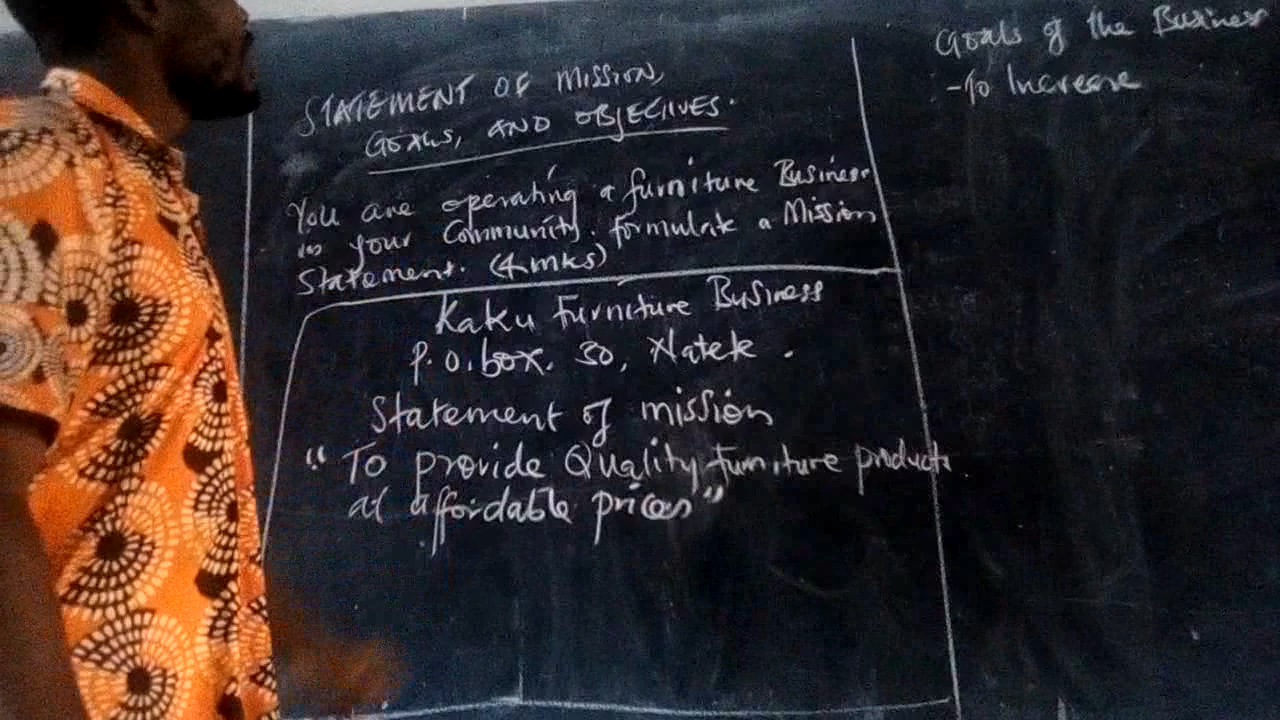 STATEMENT OF MISSION,
GOALS, AND OBJECTIVES.
You are operating a furniture Business
in your Community. formulate a Mission
Statement. (4mks)
Kaku Furniture Business
P.O.box. 30, Natek.
Statement of mission
"To provide Quality furniture products
at affordable prices"
Goals of the Business
-To Increase